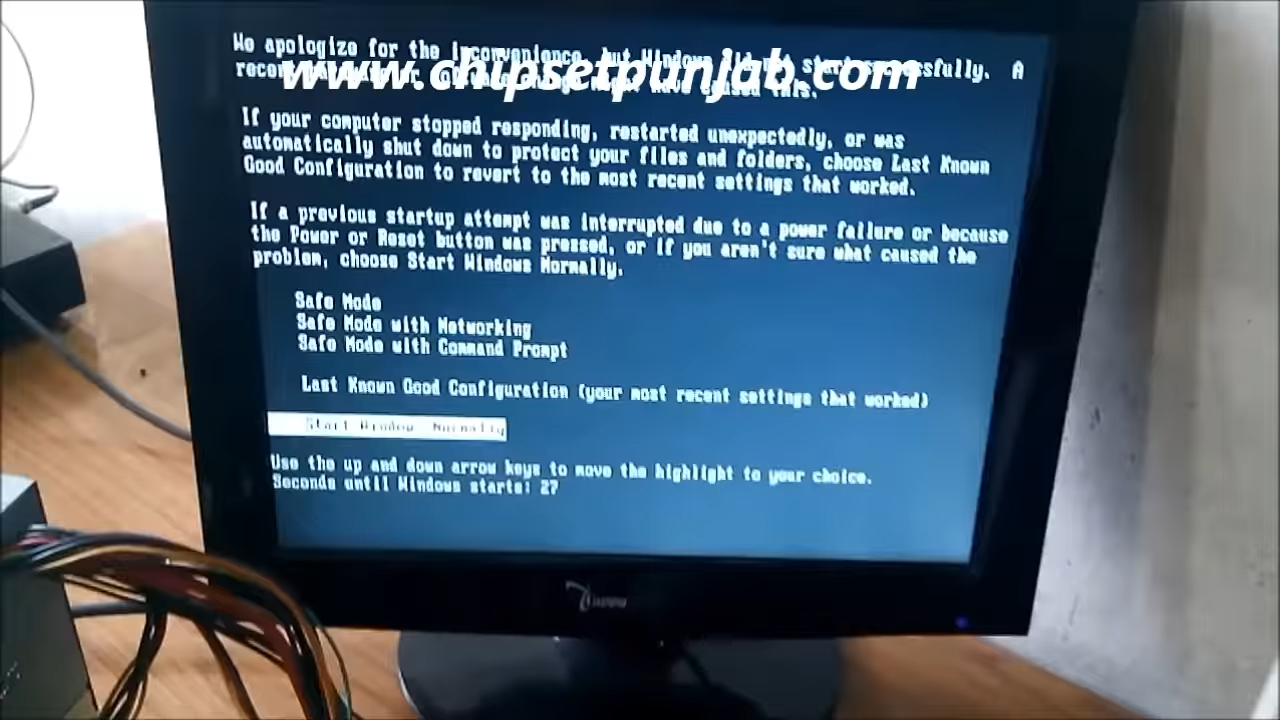 We apologize for the inconvenience, but Windows did not start successfully. A
www.chipsetpunjab.com
recent have caused this.
If your computer stopped responding, restarted unexpectedly, or was
automatically shut down to protect your files and folders, choose Last Known
Good Configuration to revert to the most recent settings that worked.
If a previous startup attempt was interrupted due to a power failure or because
the Power or Reset button was pressed, or if you aren't sure what caused the
problem, choose Start Windows Normally.
Safe Mode
Safe Mode with Networking
Safe Mode with Command Prompt
Last Known Good Configuration (your most recent settings that worked)
Start Windows Normally
Use the up and down arrow keys to move the highlight to your choice.
Seconds until Windows starts: 27